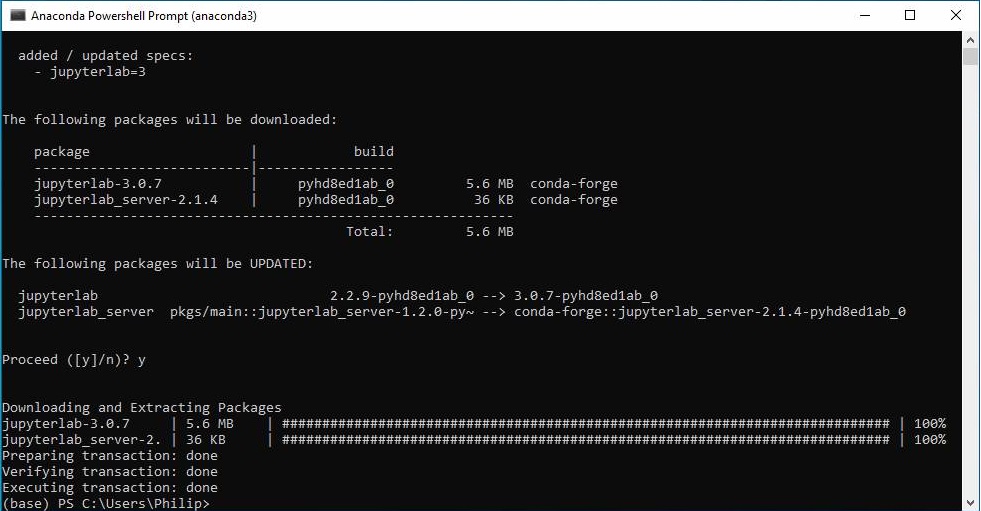 Anaconda Powershell Prompt (anaconda3)
added / updated specs:
- jupyterlab=3
The following packages will be downloaded:
package | build
---------------------------|-----------------
jupyterlab-3.0.7 | pyhd8ed1ab_0 5.6 MB conda-forge
jupyterlab_server-2.1.4 | pyhd8ed1ab_0 36 KB conda-forge
------------------------------------------------------------
Total: 5.6 MB
The following packages will be UPDATED:
jupyterlab 2.2.9-pyhd8ed1ab_0 --> 3.0.7-pyhd8ed1ab_0
jupyterlab_server pkgs/main::jupyterlab_server-1.2.0-py~ --> conda-forge::jupyterlab_server-2.1.4-pyhd8ed1ab_0
Proceed ([y]/n)? y
Downloading and Extracting Packages
jupyterlab-3.0.7 | 5.6 MB | ############################################################################ | 100%
jupyterlab_server-2. | 36 KB | ############################################################################ | 100%
Preparing transaction: done
Verifying transaction: done
Executing transaction: done
(base) PS C:\Users\Philip>